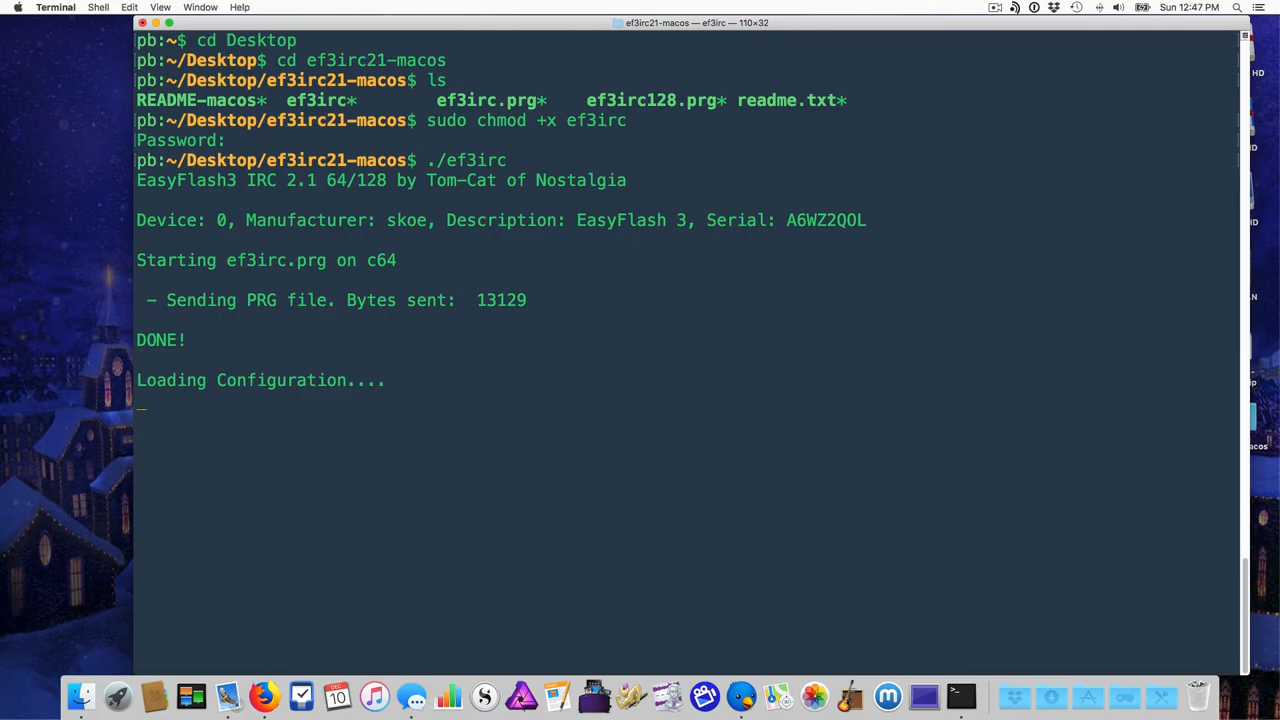 Terminal Shell Edit View Window Help Sun 12:47 PM
ef3irc21-macos — ef3irc — 110×32
pb:~$ cd Desktop
pb:~/Desktop$ cd ef3irc21-macos
pb:~/Desktop/ef3irc21-macos$ ls
README-macos* ef3irc* ef3irc.prg* ef3irc128.prg* readme.txt*
pb:~/Desktop/ef3irc21-macos$ sudo chmod +x ef3irc
Password:
pb:~/Desktop/ef3irc21-macos$ ./ef3irc
EasyFlash3 IRC 2.1 64/128 by Tom-Cat of Nostalgia
Device: 0, Manufacturer: skoe, Description: EasyFlash 3, Serial: A6WZ2QOL
Starting ef3irc.prg on c64
- Sending PRG file. Bytes sent: 13129
DONE!
Loading Configuration....
_
HD
HD
DEC
10